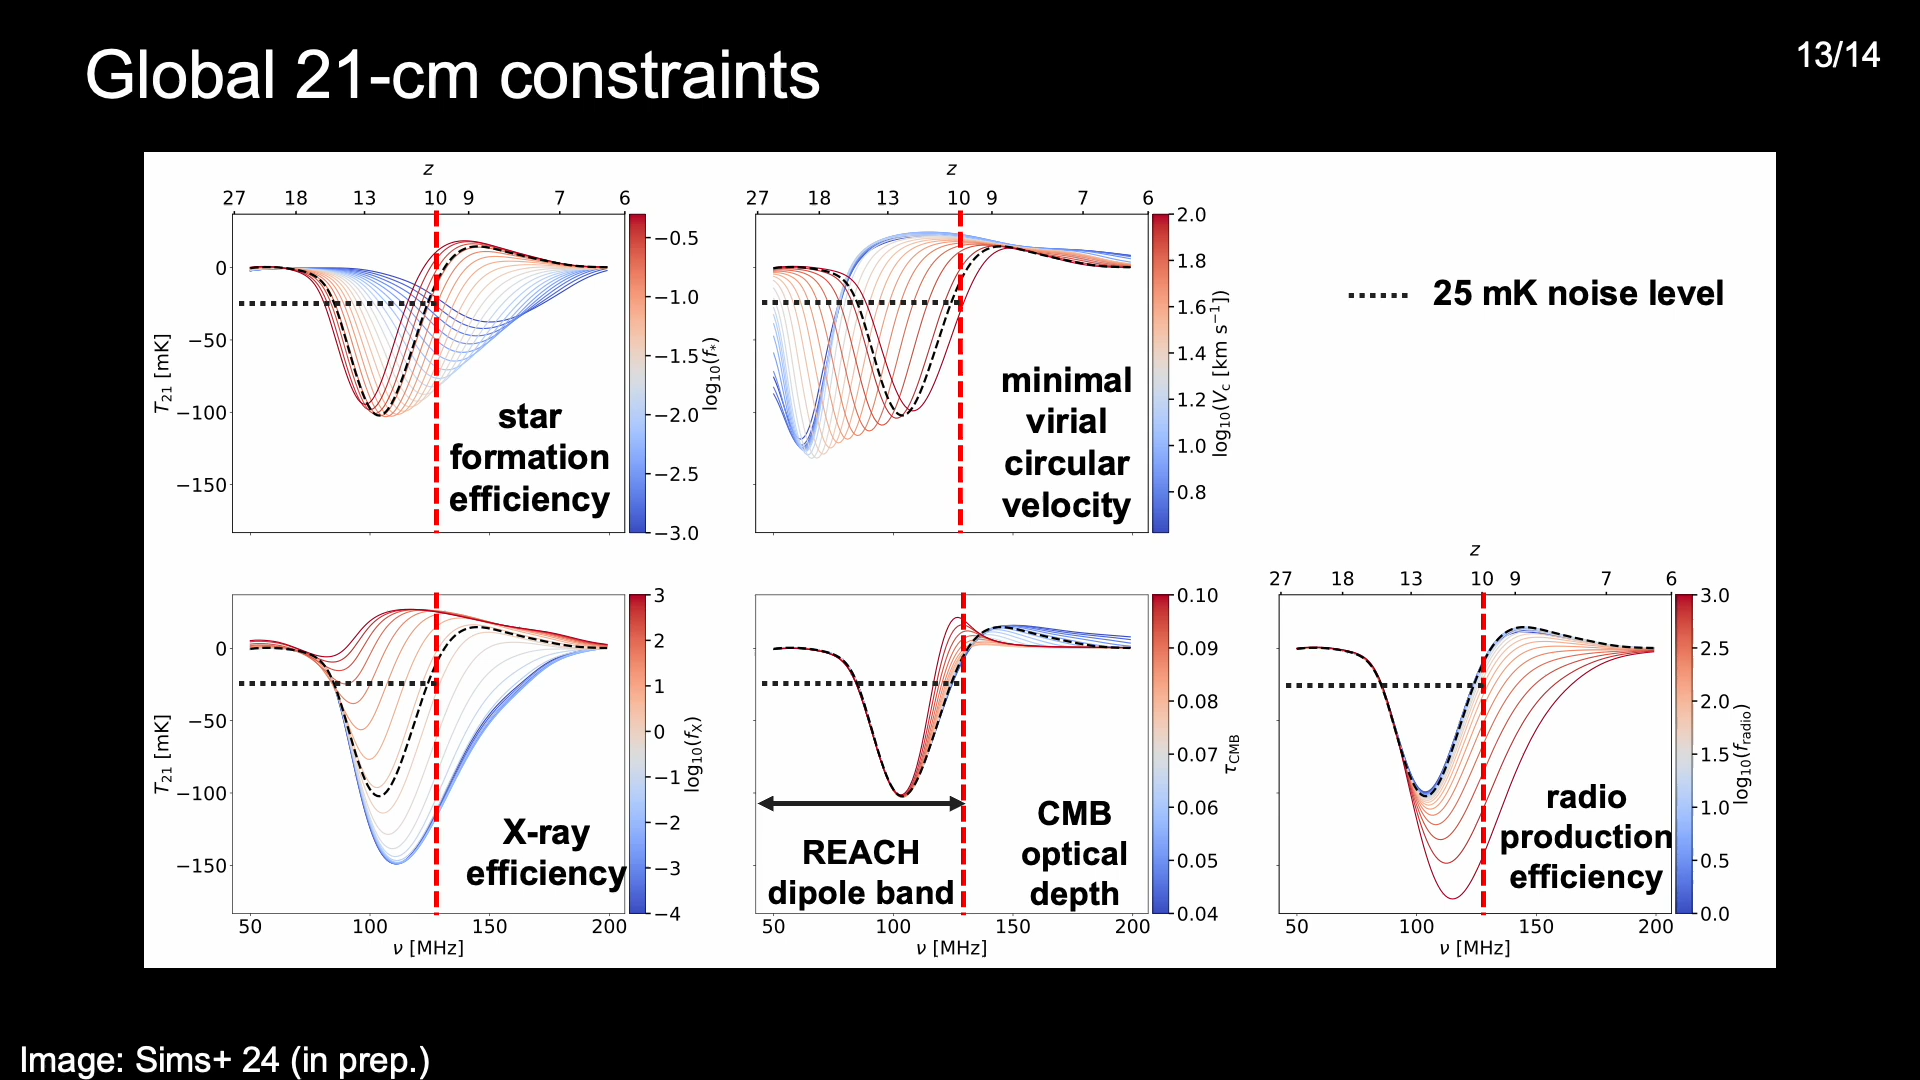 Global 21-cm constraints
13/14
z
27 18 13 10 9 7 6
0
−50
−100
−150
T21 [mK]
star
formation
efficiency
−0.5
−1.0
−1.5
−2.0
−2.5
−3.0
log10(f*)
z
27 18 13 10 9 7 6
minimal
virial
circular
velocity
2.0
1.8
1.6
1.4
1.2
1.0
0.8
log10(Vc [km s−1])
25 mK noise level
0
−50
−100
−150
T21 [mK]
X-ray
efficiency
50 100 150 200
ν [MHz]
3
2
1
0
−1
−2
−3
−4
log10(fX)
REACH
dipole band
CMB
optical
depth
50 100 150 200
ν [MHz]
0.10
0.09
0.08
0.07
0.06
0.05
0.04
τCMB
z
27 18 13 10 9 7 6
radio
production
efficiency
50 100 150 200
ν [MHz]
3.0
2.5
2.0
1.5
1.0
0.5
0.0
log10(fradio)
Image: Sims+ 24 (in prep.)